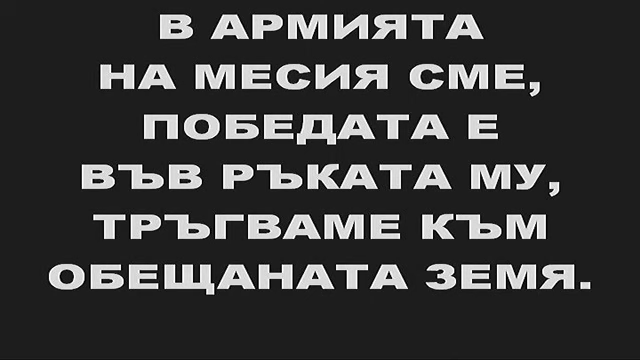 В АРМИЯТА
НА МЕСИЯ СМЕ,
ПОБЕДАТА Е
ВЪВ РЪКАТА МУ,
ТРЪГВАМЕ КЪМ
ОБЕЩАНАТА ЗЕМЯ.